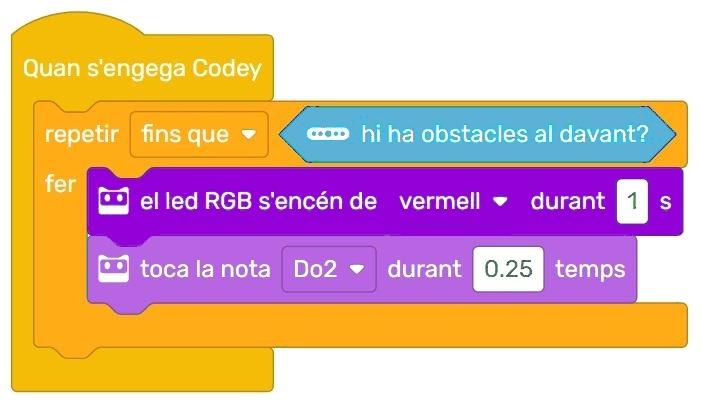 Quan s'engega Codey
repetir fins que hi ha obstacles al davant?
fer
el led RGB s'encén de vermell durant 1 s
toca la nota Do2 durant 0.25 temps